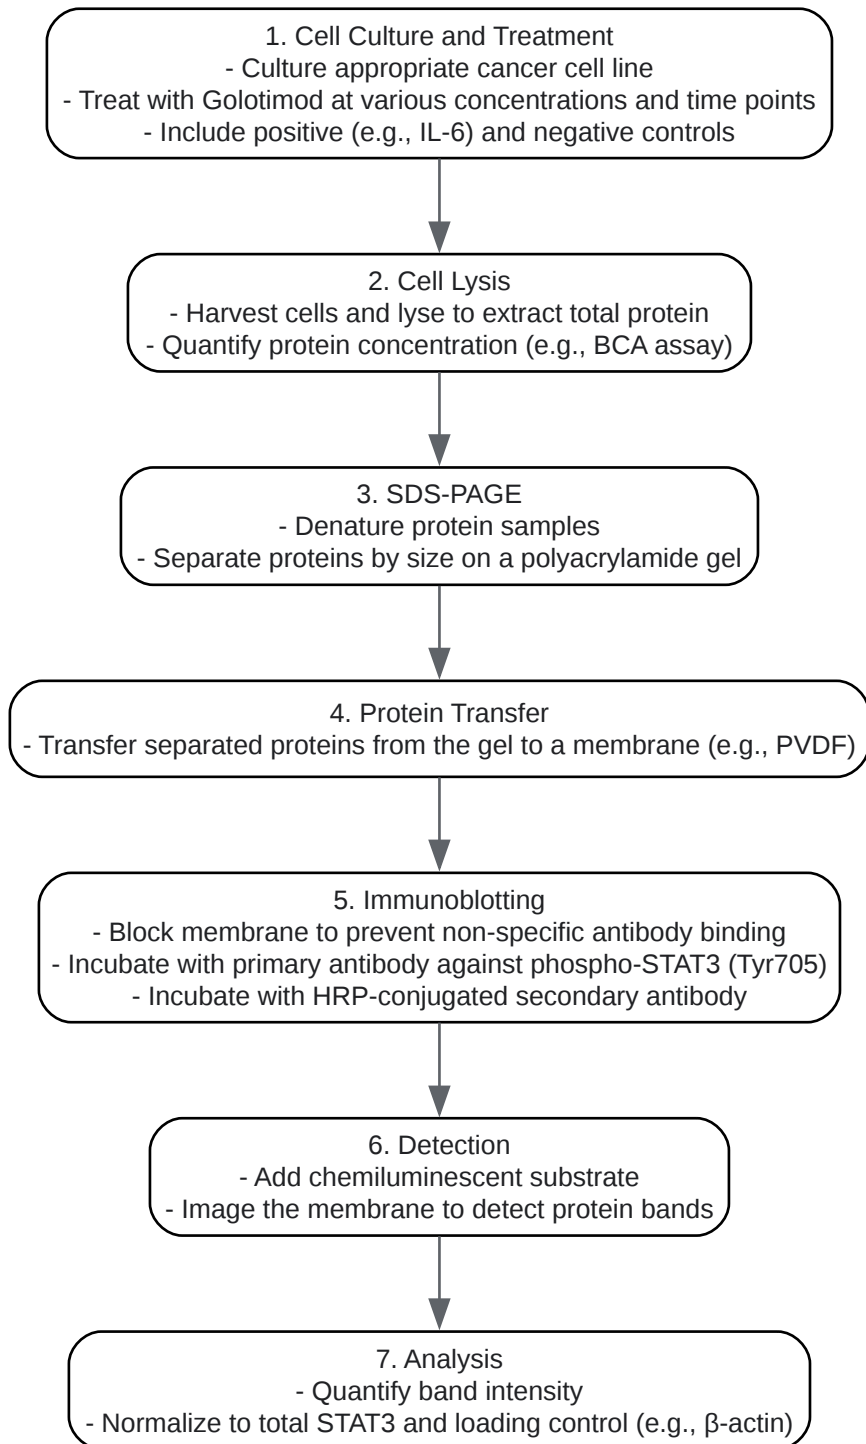 1. Cell Culture and Treatment
- Culture appropriate cancer cell line
- Treat with Golotimod at various concentrations and time points
- Include positive (e.g., IL-6) and negative controls
2. Cell Lysis
- Harvest cells and lyse to extract total protein
- Quantify protein concentration (e.g., BCA assay)
3. SDS-PAGE
- Denature protein samples
- Separate proteins by size on a polyacrylamide gel
4. Protein Transfer
- Transfer separated proteins from the gel to a membrane (e.g., PVDF)
5. Immunoblotting
- Block membrane to prevent non-specific antibody binding
- Incubate with primary antibody against phospho-STAT3 (Tyr705)
- Incubate with HRP-conjugated secondary antibody
6. Detection
- Add chemiluminescent substrate
- Image the membrane to detect protein bands
7. Analysis
- Quantify band intensity
- Normalize to total STAT3 and loading control (e.g., β-actin)